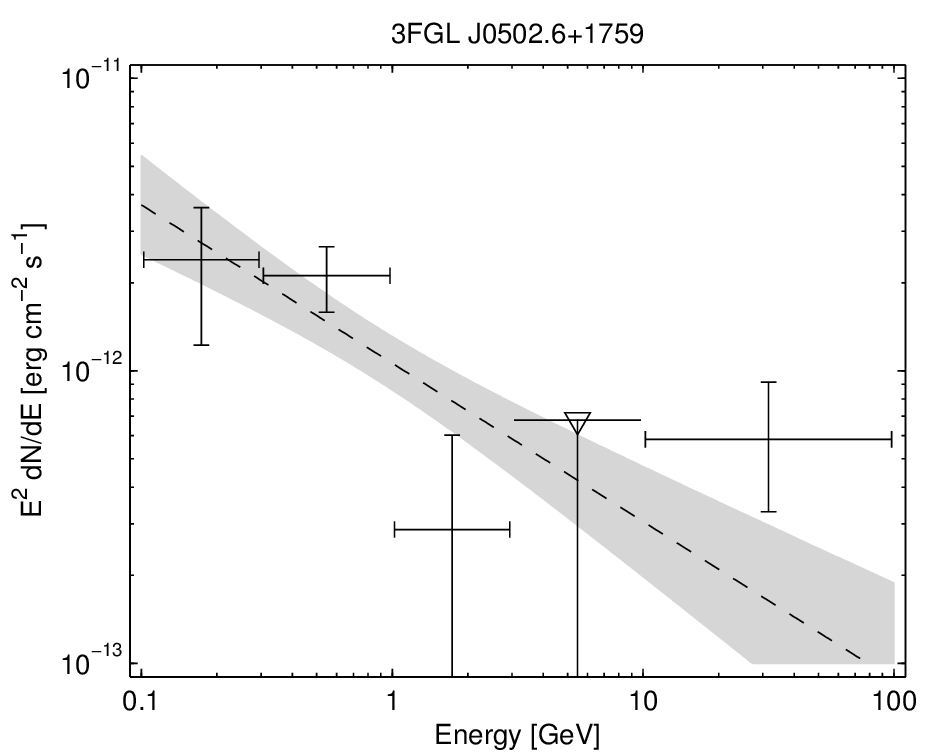 3FGL J0502.6+1759
10⁻¹¹
10⁻¹²
10⁻¹³
E² dN/dE [erg cm⁻² s⁻¹]
0.1 1 10 100
Energy [GeV]